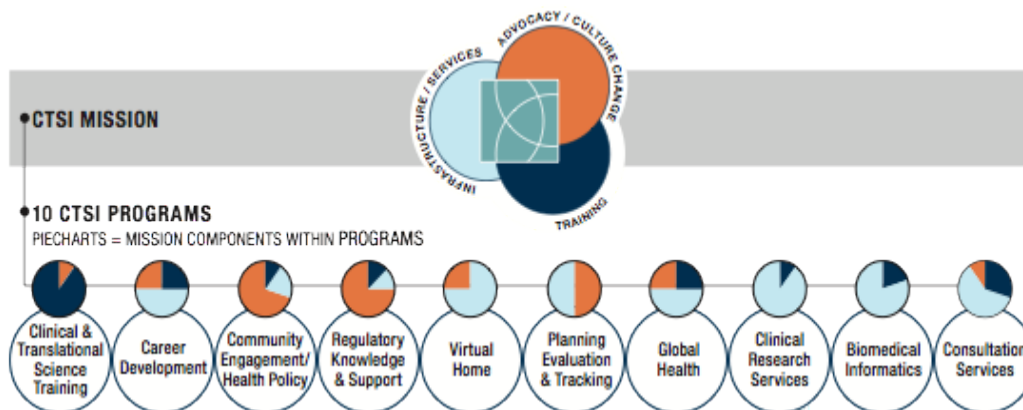 ADVOCACY / CULTURE CHANGE
INFRASTRUCTURE / SERVICES
CTSI MISSION
TRAINING
10 CTSI PROGRAMS
PIECHARTS = MISSION COMPONENTS WITHIN PROGRAMS
Clinical &
Translational
Science
Training
Career
Development
Community
Engagement/
Health Policy
Regulatory
Knowledge
& Support
Virtual
Home
Planning
Evaluation
& Tracking
Global
Health
Clinical
Research
Services
Biomedical
Informatics
Consultation
Services